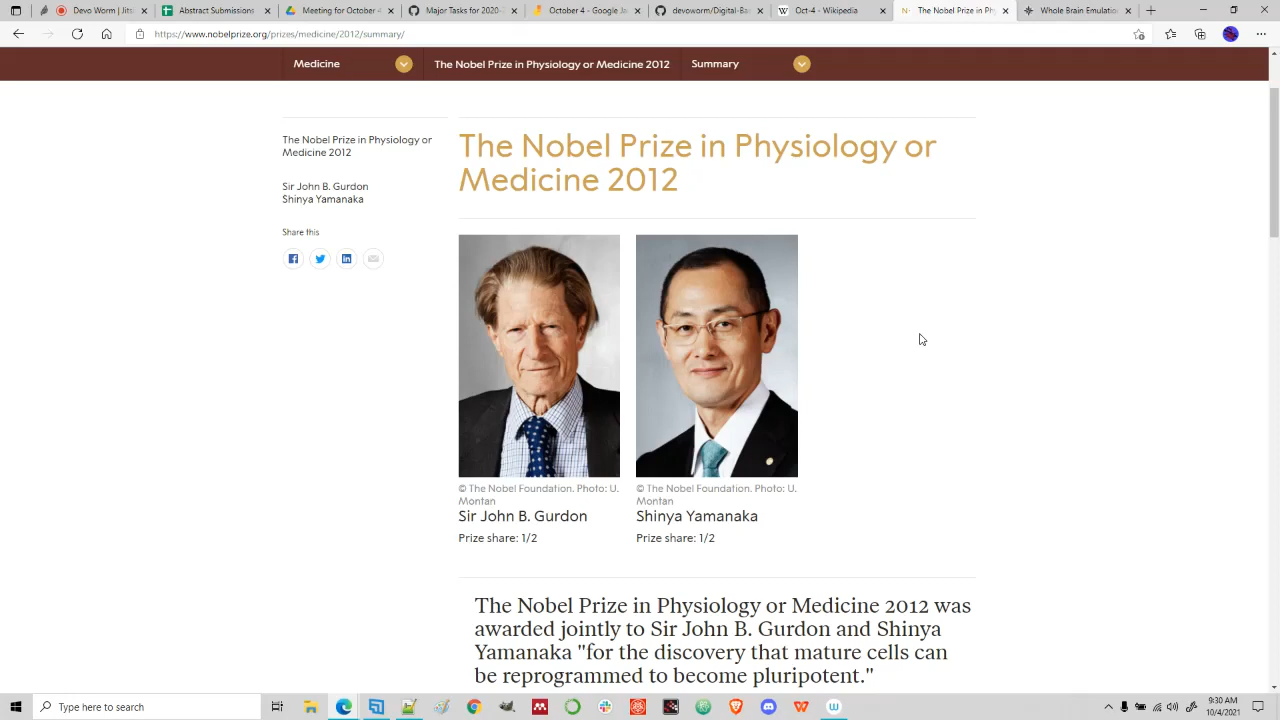 Devo Worm (Jits
Abstract Submissions
Meeting for October 4
Major Tasks for 2020-
October 4 - Google Ja
devoworm/Digital-Ba
Oct-4 - Wikipedia
The Nobel Prize in Ph
Whole Brain Emulatio
https://www.nobelprize.org/prizes/medicine/2012/summary/
Medicine
The Nobel Prize in Physiology or Medicine 2012
Summary
The Nobel Prize in Physiology or
Medicine 2012
Sir John B. Gurdon
Shinya Yamanaka
Share this
The Nobel Prize in Physiology or
Medicine 2012
© The Nobel Foundation. Photo: U.
Montan
Sir John B. Gurdon
Prize share: 1/2
© The Nobel Foundation. Photo: U.
Montan
Shinya Yamanaka
Prize share: 1/2
The Nobel Prize in Physiology or Medicine 2012 was
awarded jointly to Sir John B. Gurdon and Shinya
Yamanaka "for the discovery that mature cells can
be reprogrammed to become pluripotent."
Type here to search
9:30 AM
10/4/2021